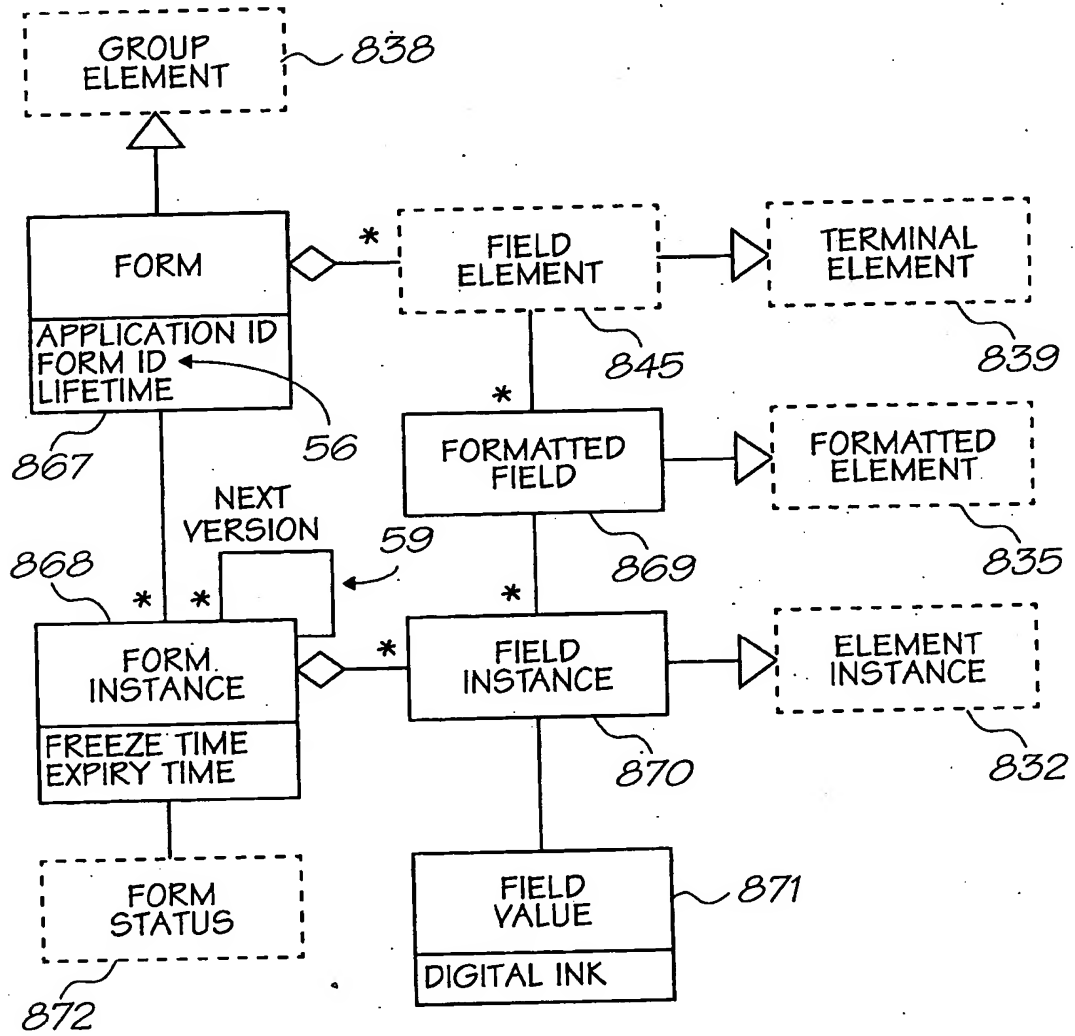 GROUP
ELEMENT
838
FORM
*
FIELD
ELEMENT
TERMINAL
ELEMENT
APPLICATION ID
FORM ID
LIFETIME
845
839
867
56
*
FORMATTED
FIELD
FORMATTED
ELEMENT
NEXT
VERSION
59
869
835
868
*
*
*
*
FORM.
INSTANCE
FIELD
INSTANCE
ELEMENT
INSTANCE
FREEZE TIME
EXPIRY TIME
870
832
FORM
STATUS
FIELD
VALUE
871
DIGITAL INK
872